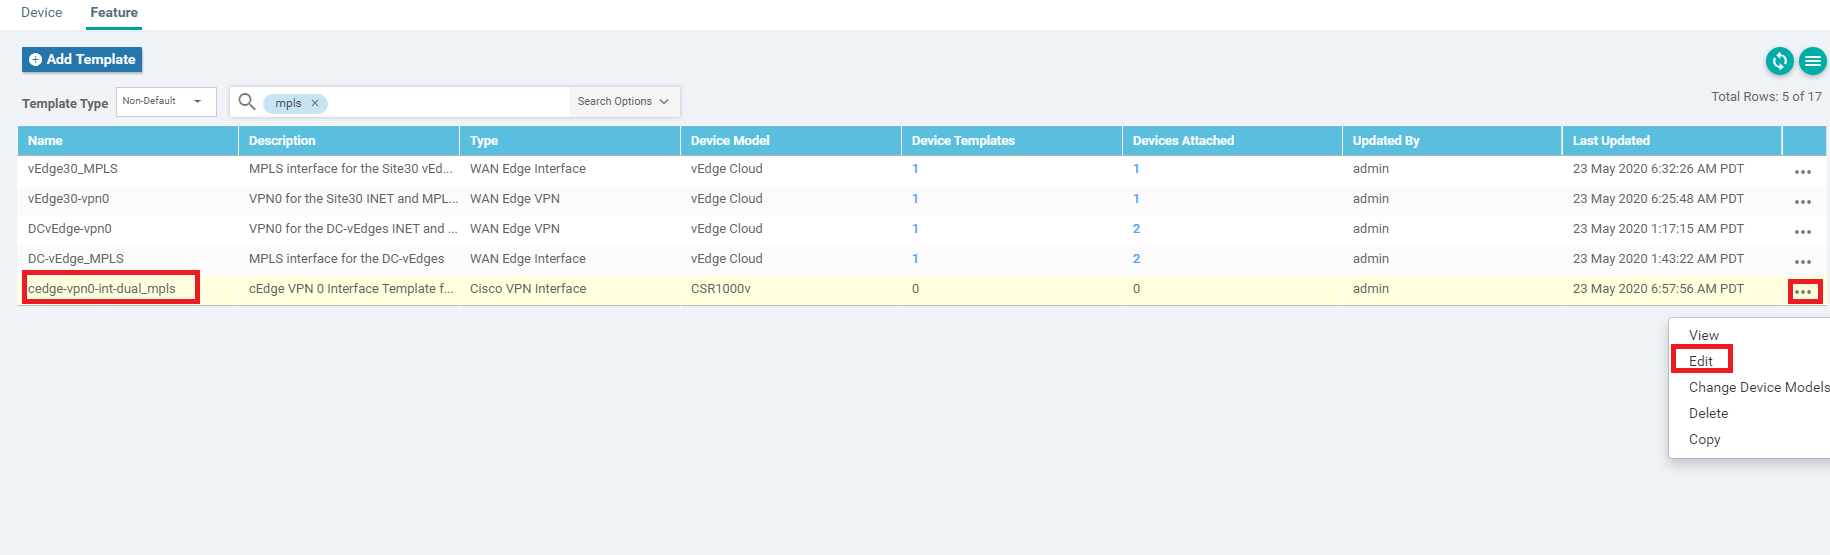 Device Feature
Add Template
Template Type Non-Default mpls × Search Options Total Rows: 5 of 17
Name Description Type Device Model Device Templates Devices Attached Updated By Last Updated
vEdge30_MPLS MPLS interface for the Site30 vEd... WAN Edge Interface vEdge Cloud 1 1 admin 23 May 2020 6:32:26 AM PDT
vEdge30-vpn0 VPN0 for the Site30 INET and MPL... WAN Edge VPN vEdge Cloud 1 1 admin 23 May 2020 6:25:48 AM PDT
DCvEdge-vpn0 VPN0 for the DC-vEdges INET and ... WAN Edge VPN vEdge Cloud 1 2 admin 23 May 2020 1:17:15 AM PDT
DC-vEdge_MPLS MPLS interface for the DC-vEdges WAN Edge Interface vEdge Cloud 1 2 admin 23 May 2020 1:43:22 AM PDT
cedge-vpn0-int-dual_mpls cEdge VPN 0 Interface Template f... Cisco VPN Interface CSR1000v 0 0 admin 23 May 2020 6:57:56 AM PDT
View
Edit
Change Device Models
Delete
Copy